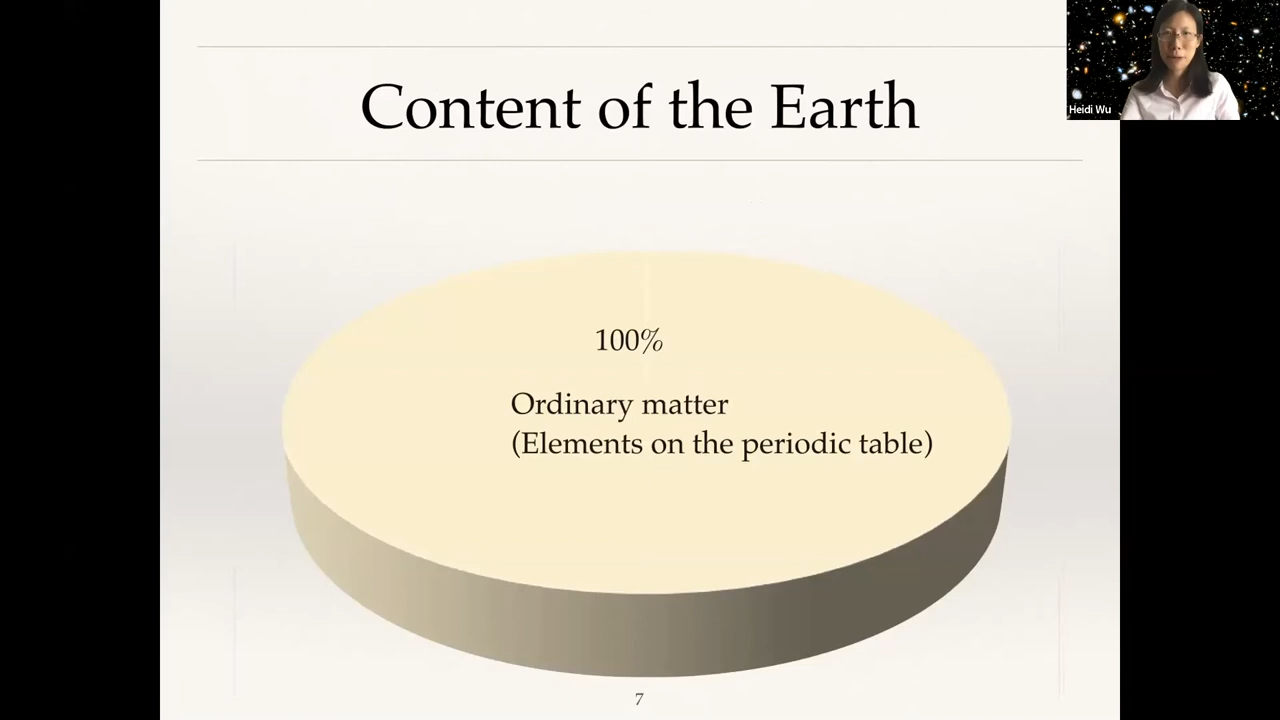 Content of the Earth
Heidi Wu
100%
Ordinary matter
(Elements on the periodic table)
7